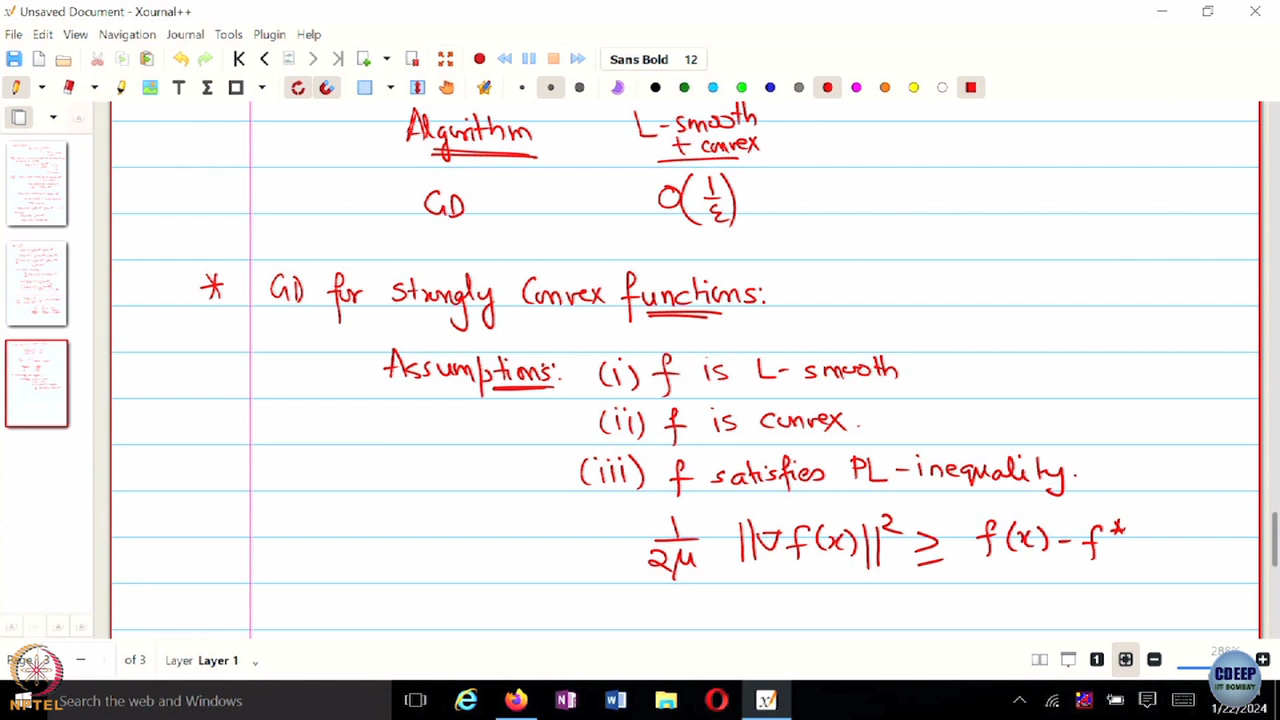 Unsaved Document - Xournal++
File Edit View Navigation Journal Tools Plugin Help
Sans Bold 12
Algorithm L-smooth
+ convex
GD O(1/ε)
* GD for strongly Convex functions:
Assumptions: (i) f is L-smooth
(ii) f is convex.
(iii) f satisfies PL-inequality.
1/2μ ||∇f(x)||² ≥ f(x) - f*
of 3 Layer Layer 1
NPTEL
Search the web and Windows
CDEEP
IIT BOMBAY
1/22/2024